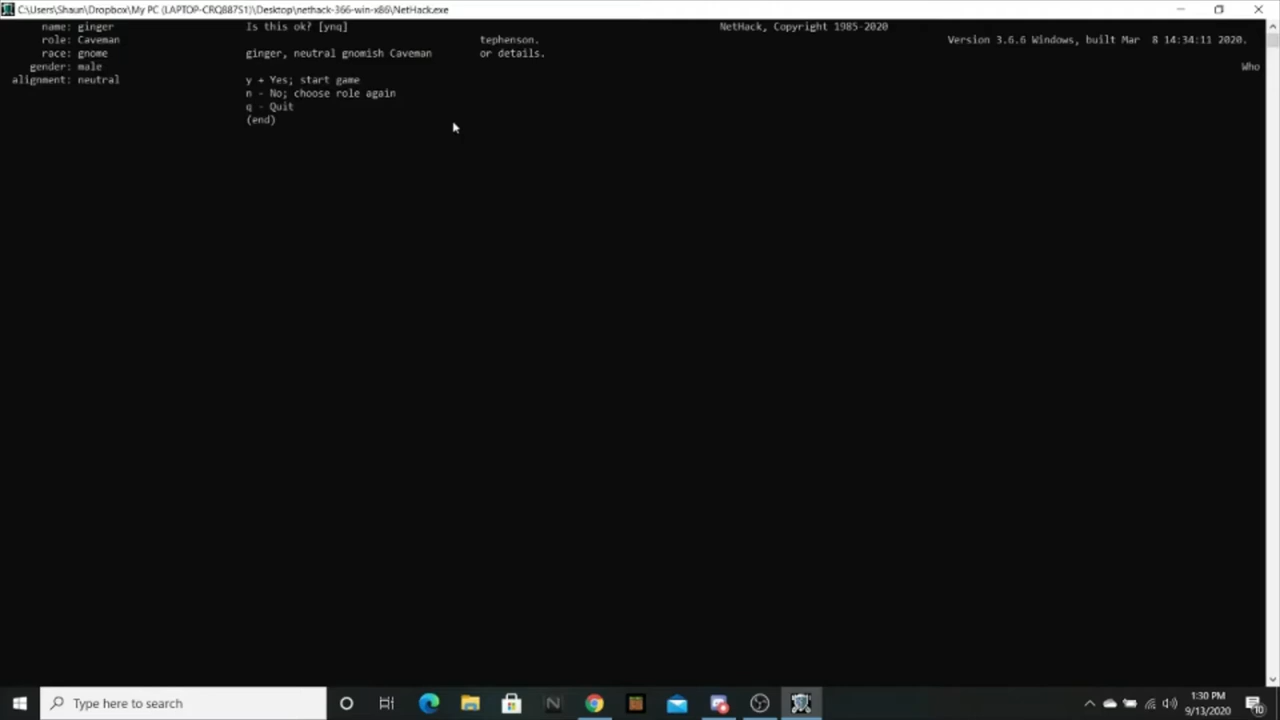 C:\Users\Shaun\Dropbox\My PC (LAPTOP-CRQ887S1)\Desktop\nethack-366-win-x86\NetHack.exe
name: ginger Is this ok? [ynq] NetHack, Copyright 1985-2020
role: Caveman tephenson. Version 3.6.6 Windows, built Mar 8 14:34:11 2020.
race: gnome ginger, neutral gnomish Caveman or details.
gender: male Who
alignment: neutral y + Yes; start game
n - No; choose role again
q - Quit
(end)
Type here to search
1:30 PM
9/13/2020
10